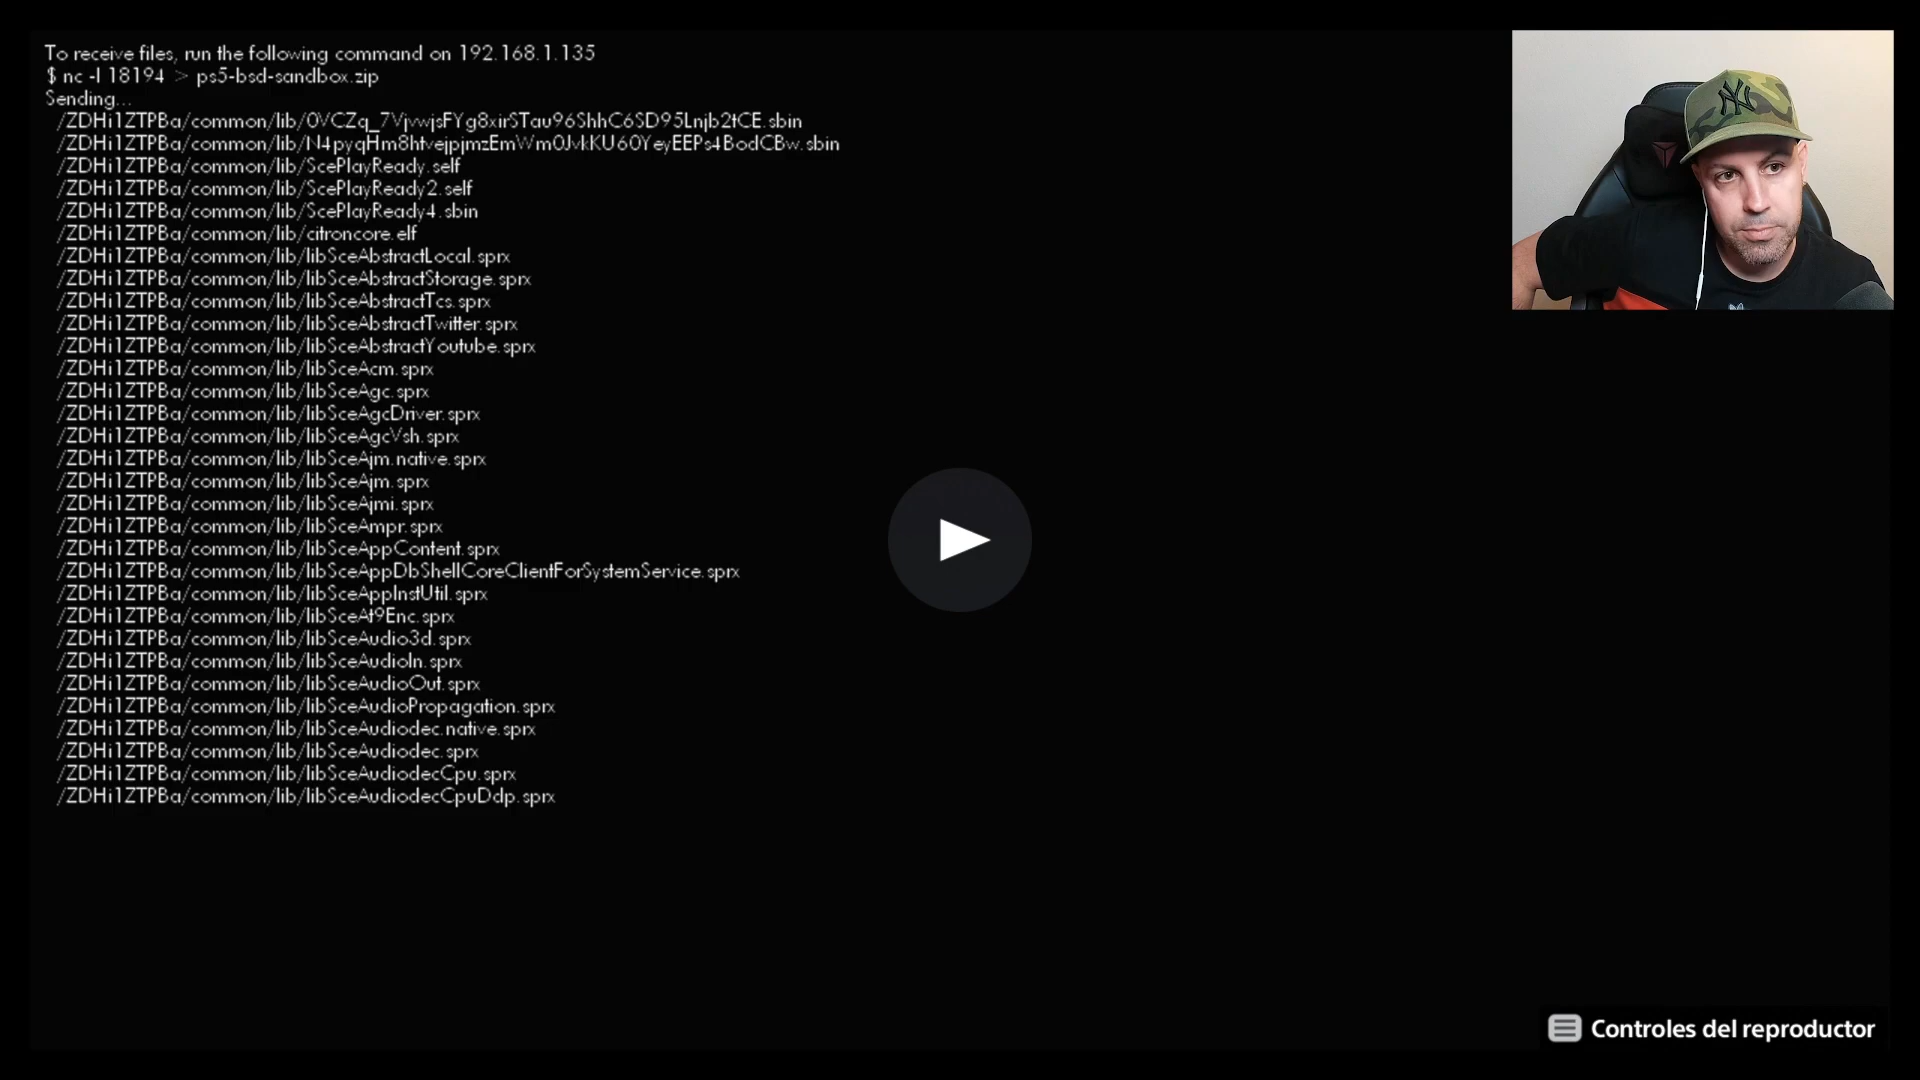 To receive files, run the following command on 192.168.1.135
$ nc -l 18194 > ps5-bsd-sandbox.zip
Sending...
/ZDHi1ZTPBa/common/lib/0VCZq_7VjvwjsFYg8xirSTau96ShhC6SD95Lnjb2tCE.sbin
/ZDHi1ZTPBa/common/lib/N4pyqHm8htvejpjmzEmWm0JvkKU60YeyEEPs4BodCBw.sbin
/ZDHi1ZTPBa/common/lib/ScePlayReady.self
/ZDHi1ZTPBa/common/lib/ScePlayReady2.self
/ZDHi1ZTPBa/common/lib/ScePlayReady4.sbin
/ZDHi1ZTPBa/common/lib/citroncore.elf
/ZDHi1ZTPBa/common/lib/libSceAbstractLocal.sprx
/ZDHi1ZTPBa/common/lib/libSceAbstractStorage.sprx
/ZDHi1ZTPBa/common/lib/libSceAbstractTcs.sprx
/ZDHi1ZTPBa/common/lib/libSceAbstractTwitter.sprx
/ZDHi1ZTPBa/common/lib/libSceAbstractYoutube.sprx
/ZDHi1ZTPBa/common/lib/libSceAcm.sprx
/ZDHi1ZTPBa/common/lib/libSceAgc.sprx
/ZDHi1ZTPBa/common/lib/libSceAgcDriver.sprx
/ZDHi1ZTPBa/common/lib/libSceAgcVsh.sprx
/ZDHi1ZTPBa/common/lib/libSceAjm.native.sprx
/ZDHi1ZTPBa/common/lib/libSceAjm.sprx
/ZDHi1ZTPBa/common/lib/libSceAjmi.sprx
/ZDHi1ZTPBa/common/lib/libSceAmpr.sprx
/ZDHi1ZTPBa/common/lib/libSceAppContent.sprx
/ZDHi1ZTPBa/common/lib/libSceAppDbShellCoreClientForSystemService.sprx
/ZDHi1ZTPBa/common/lib/libSceAppInstUtil.sprx
/ZDHi1ZTPBa/common/lib/libSceAt9Enc.sprx
/ZDHi1ZTPBa/common/lib/libSceAudio3d.sprx
/ZDHi1ZTPBa/common/lib/libSceAudioIn.sprx
/ZDHi1ZTPBa/common/lib/libSceAudioOut.sprx
/ZDHi1ZTPBa/common/lib/libSceAudioPropagation.sprx
/ZDHi1ZTPBa/common/lib/libSceAudiodec.native.sprx
/ZDHi1ZTPBa/common/lib/libSceAudiodec.sprx
/ZDHi1ZTPBa/common/lib/libSceAudiodecCpu.sprx
/ZDHi1ZTPBa/common/lib/libSceAudiodecCpuDdp.sprx
NY
Controles del reproductor